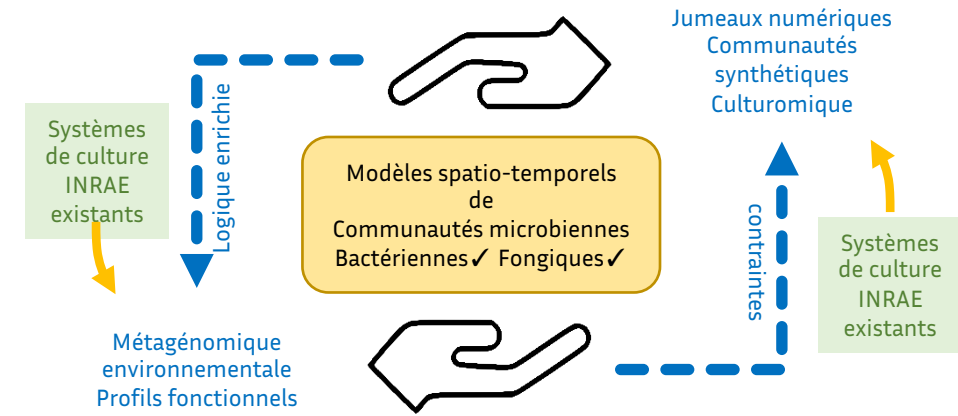 Jumeaux numériques
Communautés
synthétiques
Culturomique
Systèmes
de culture
INRAE
existants
Logique enrichie
Modèles spatio-temporels
de
Communautés microbiennes
Bactériennes✓ Fongiques✓
contraintes
Systèmes
de culture
INRAE
existants
Métagénomique
environnementale
Profils fonctionnels